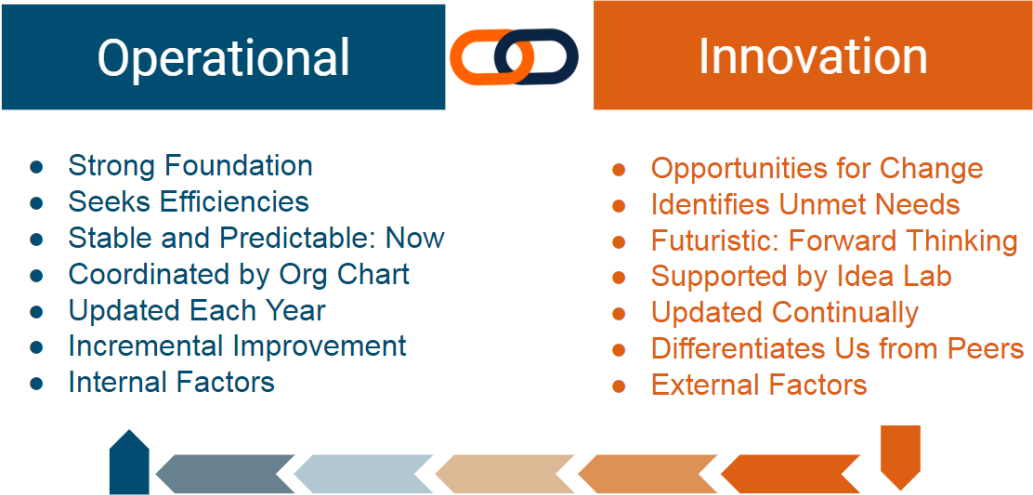 Operational
Innovation
● Strong Foundation
● Seeks Efficiencies
● Stable and Predictable: Now
● Coordinated by Org Chart
● Updated Each Year
● Incremental Improvement
● Internal Factors
● Opportunities for Change
● Identifies Unmet Needs
● Futuristic: Forward Thinking
● Supported by Idea Lab
● Updated Continually
● Differentiates Us from Peers
● External Factors